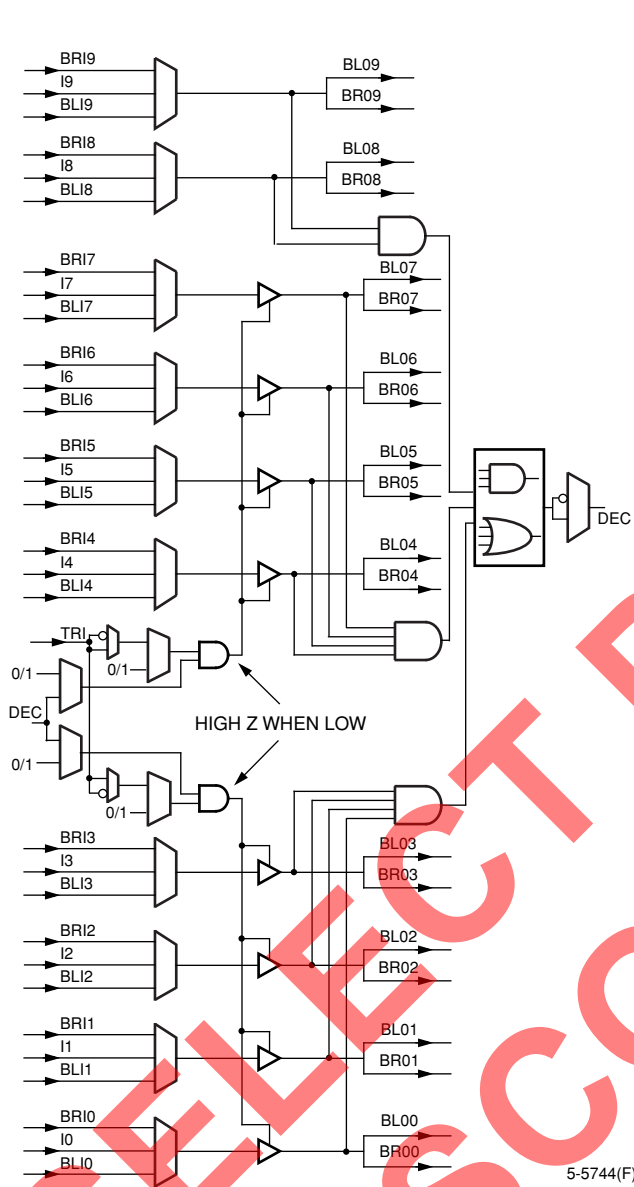 BRI9
I9
BLI9
BL09
BR09
BRI8
I8
BLI8
BL08
BR08
BRI7
I7
BLI7
BL07
BR07
BRI6
I6
BLI6
BL06
BR06
BRI5
I5
BLI5
BL05
BR05
BRI4
I4
BLI4
BL04
BR04
DEC
TRI
0/1
0/1
DEC
HIGH Z WHEN LOW
0/1
0/1
BRI3
I3
BLI3
BL03
BR03
BRI2
I2
BLI2
BL02
BR02
BRI1
I1
BLI1
BL01
BR01
BRI0
I0
BLI0
BL00
BR00
5-5744(F)
SELECT
SCO